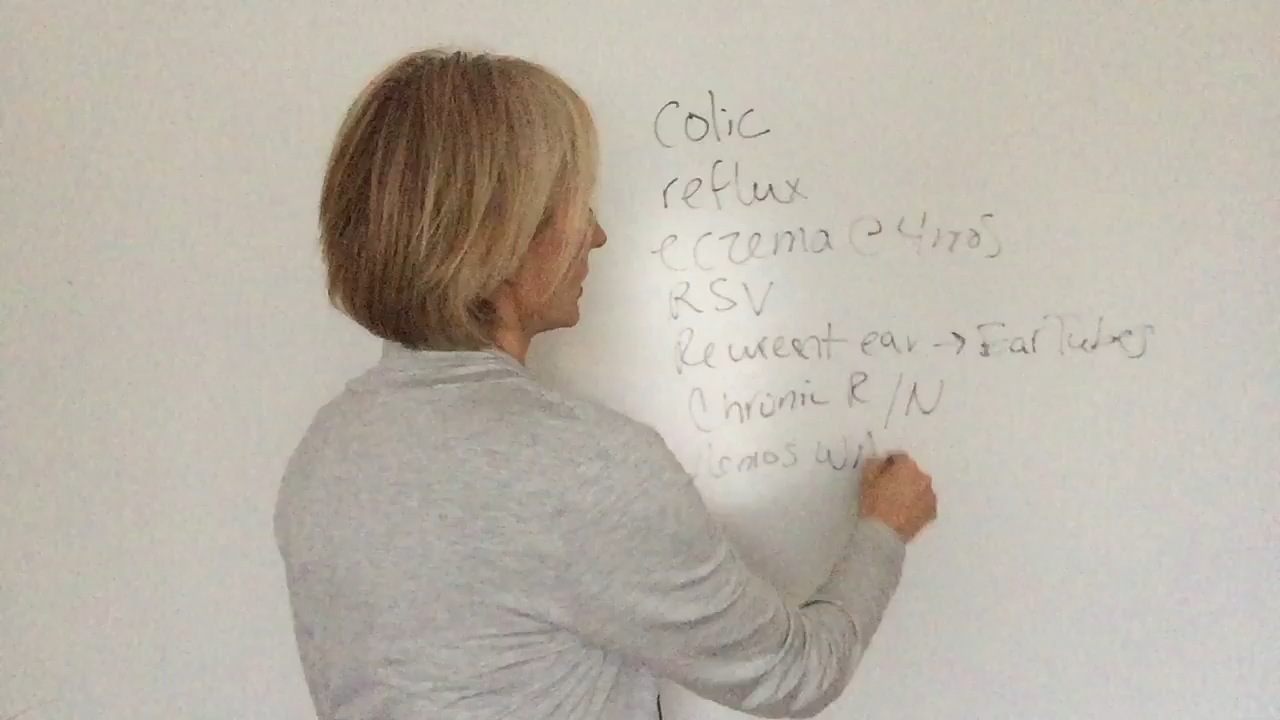 Colic
reflux
eczema @ 4mos
RSV
Recurrent ear → Ear Tubes
Chronic R/N